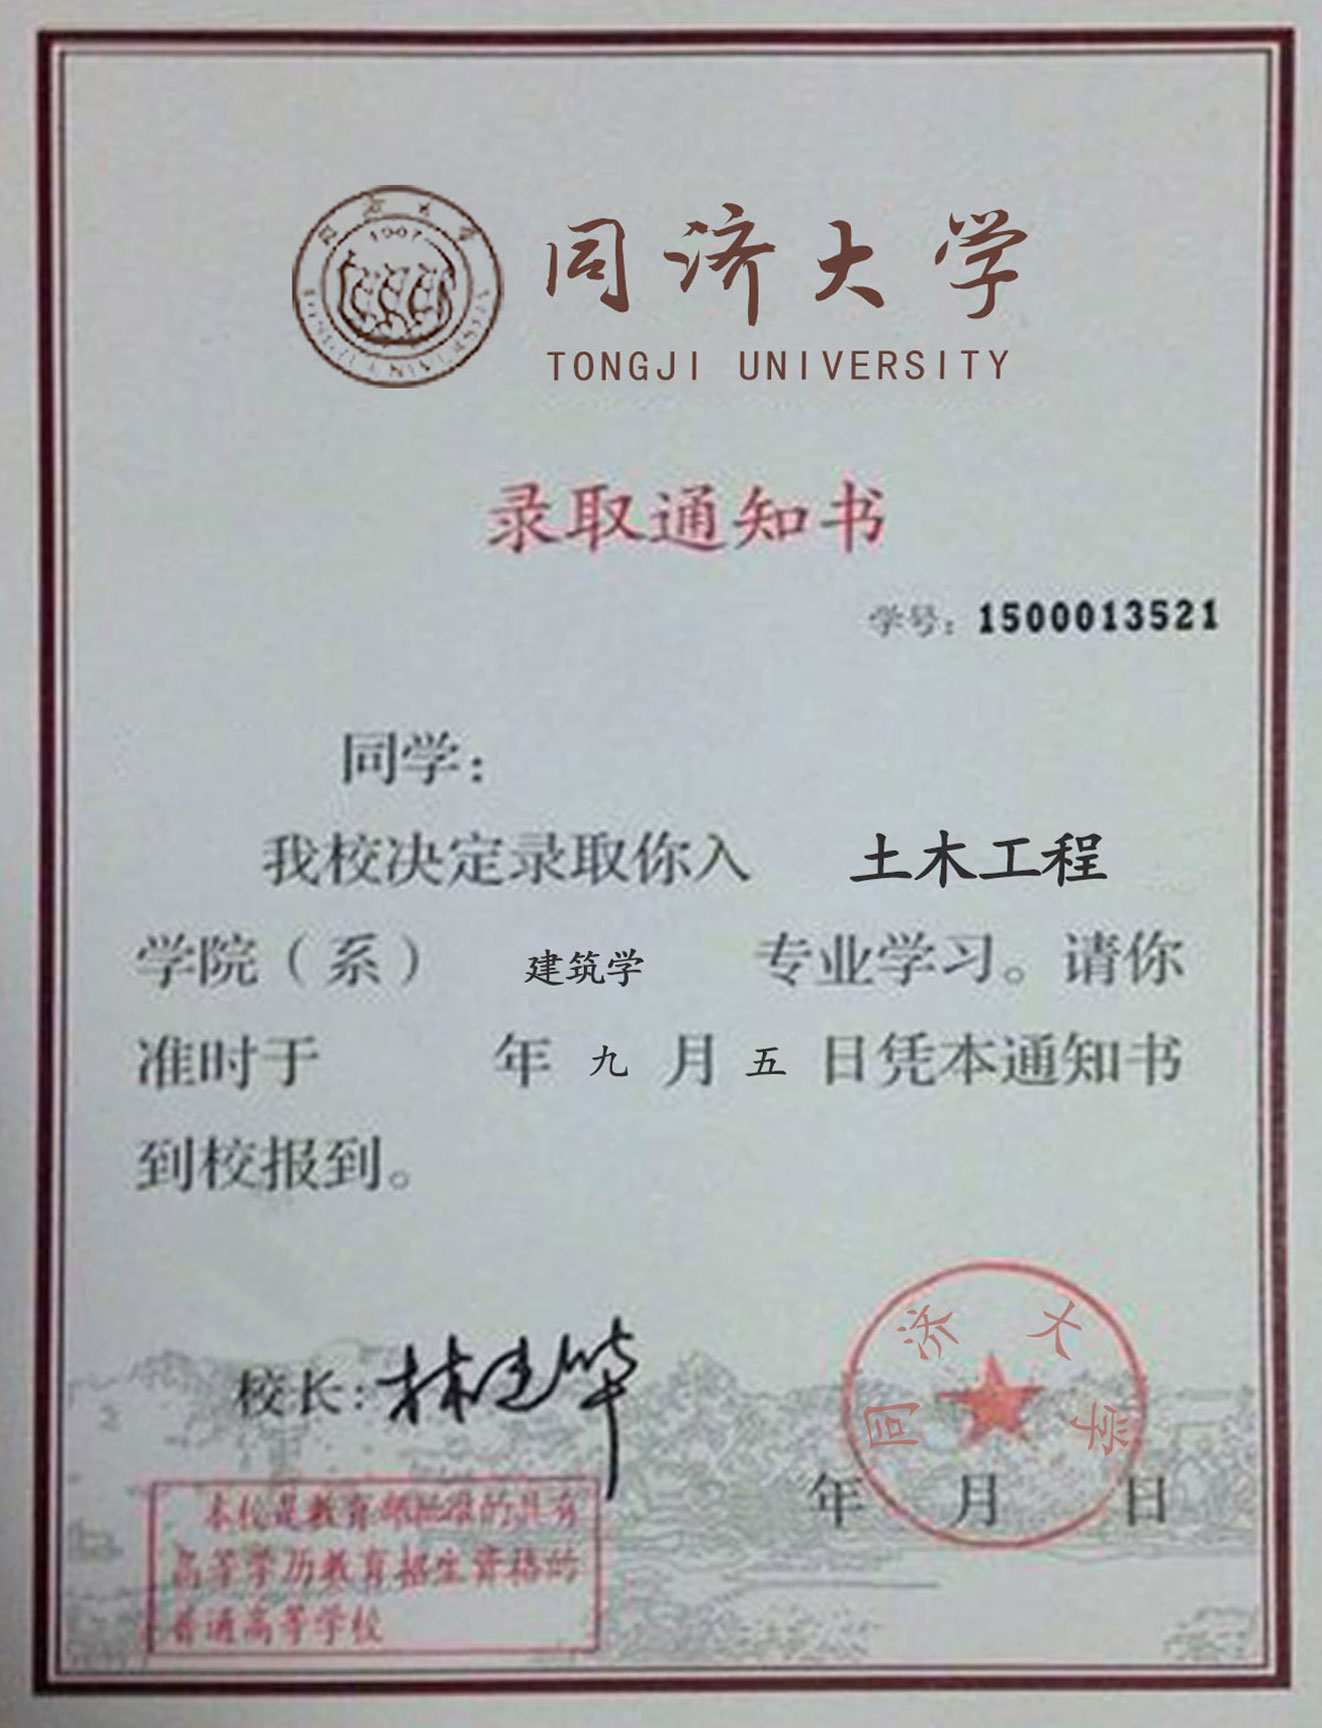 同济大学
1907
TONGJI UNIVERSITY
同济大学
TONGJI UNIVERSITY
录取通知书
学号：1500013521
同学：
我校决定录取你入 土木工程
学院（系） 建筑学 专业学习。请你
准时于 年 九 月 五 日凭本通知书
到校报到。
校长：林建华
同济大学
年 月 日
本校是教育部批准的具有
高等学历教育招生资格的
普通高等学校